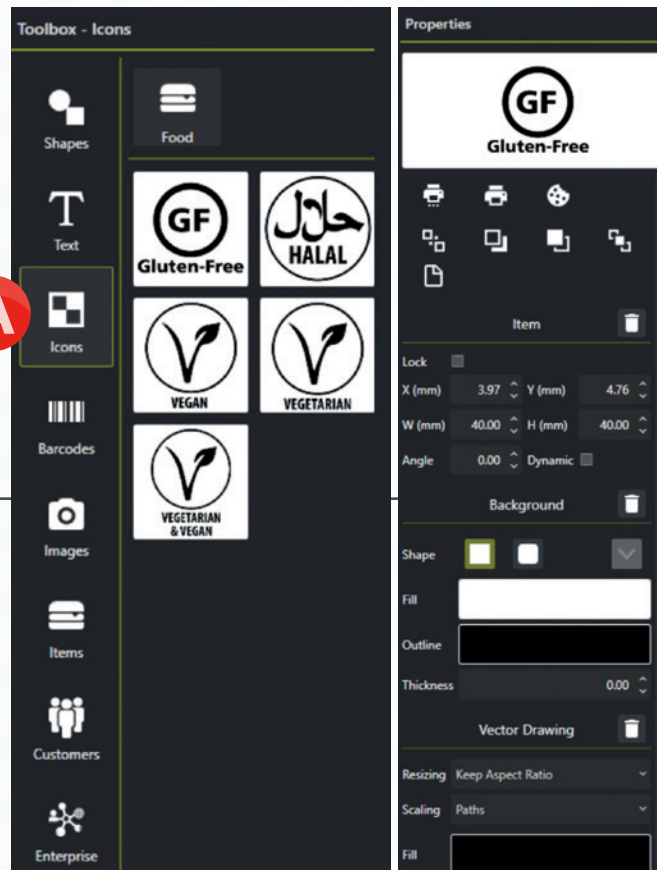 Toolbox - Icons
Shapes
Text
A
Icons
Barcodes
Images
Items
Customers
Enterprise
Food
GF
Gluten-Free
حلال
HALAL
V
VEGAN
V
VEGETARIAN
V
VEGETARIAN
& VEGAN
Properties
GF
Gluten-Free
Item
Lock
X (mm) 3.97 Y (mm) 4.76
W (mm) 40.00 H (mm) 40.00
Angle 0.00 Dynamic
Background
Shape
Fill
Outline
Thickness 0.00
Vector Drawing
Resizing Keep Aspect Ratio
Scaling Paths
Fill